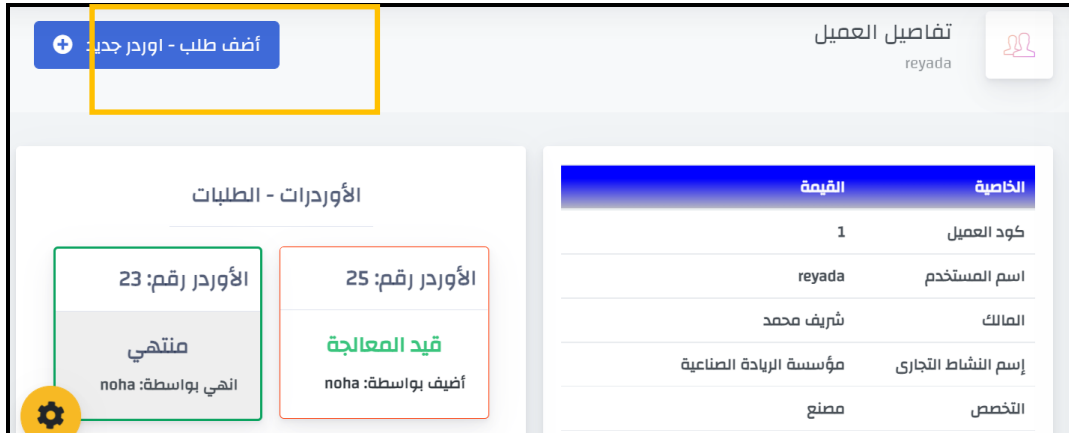 تفاصيل العميل
reyada
أضف طلب - اوردر جديد
الخاصية القيمة
كود العميل 1
اسم المستخدم reyada
المالك شريف محمد
إسم النشاط التجارى مؤسسة الريادة الصناعية
التخصص مصنع
الأوردرات - الطلبات
الأوردر رقم: 25
قيد المعالجة
أضيف بواسطة: noha
الأوردر رقم: 23
منتهي
انهي بواسطة: noha